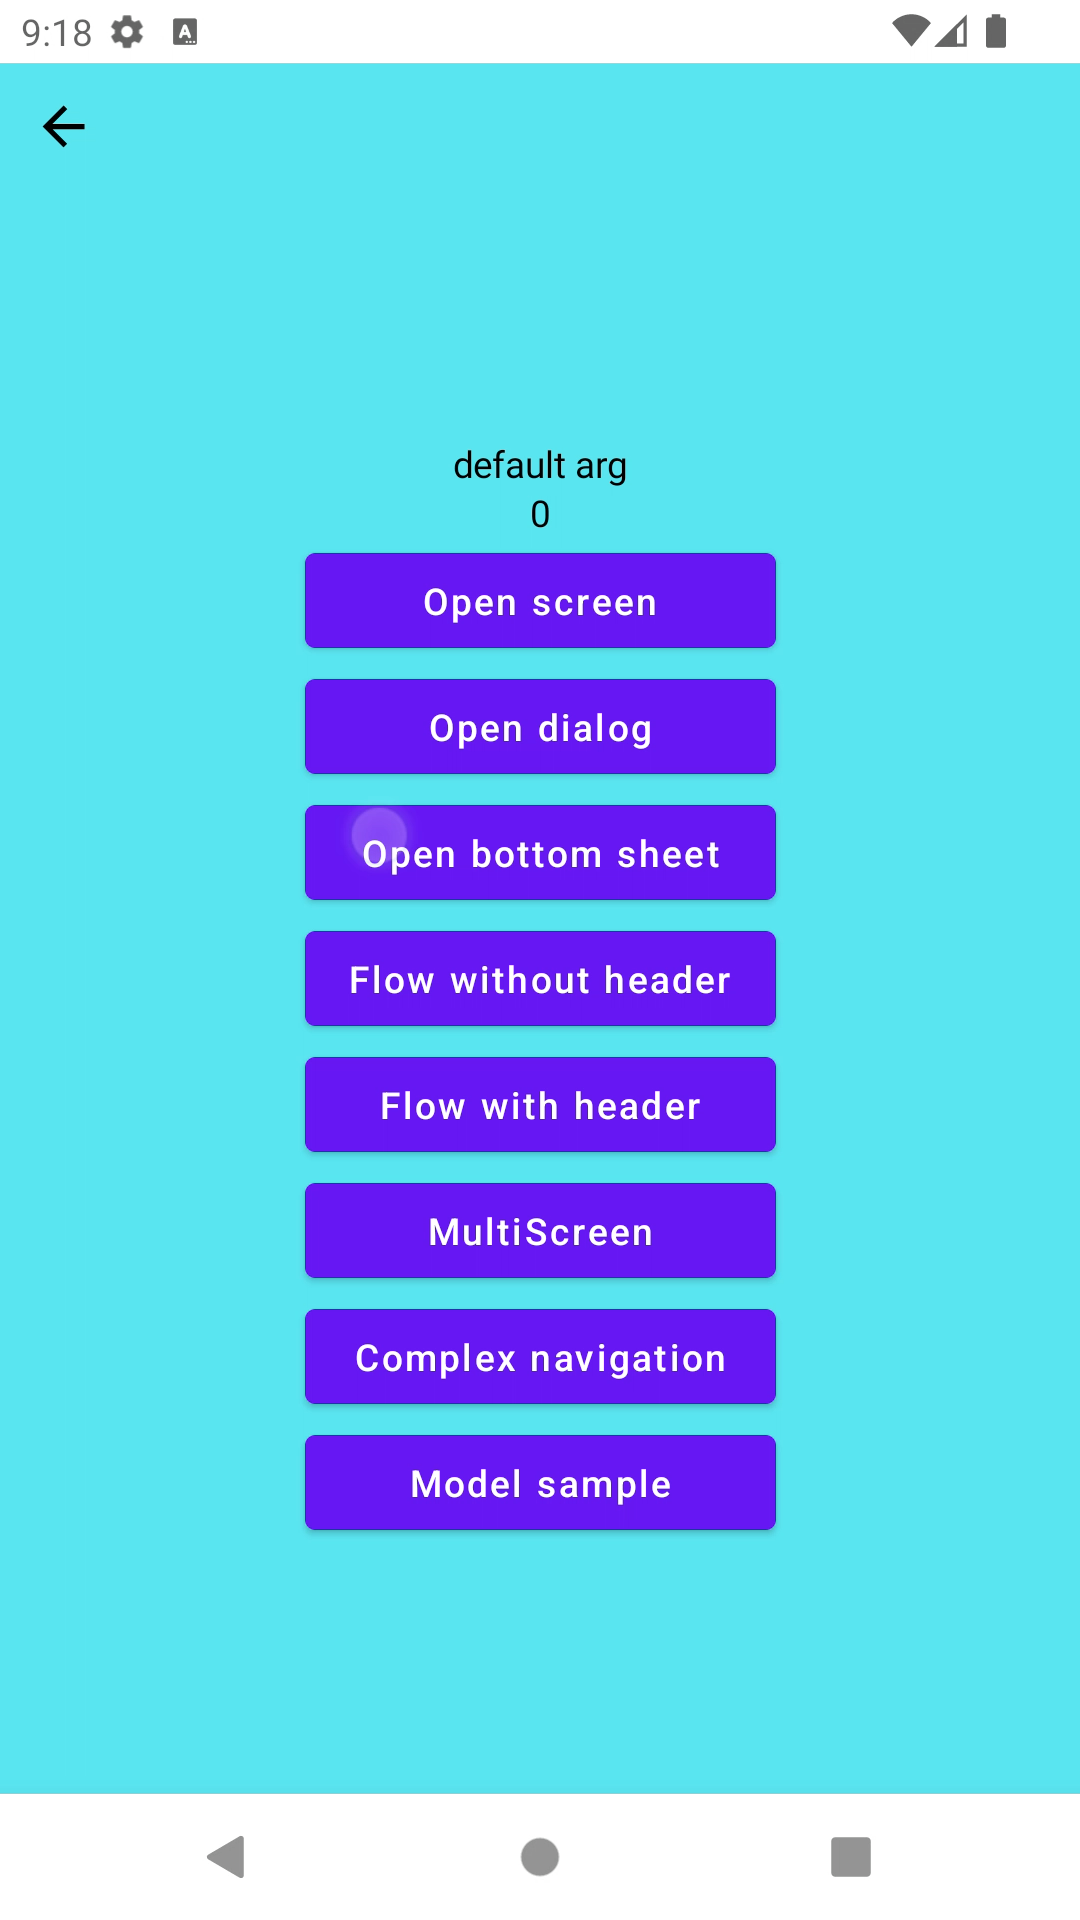 9:18
default arg
0
Open screen
Open dialog
Open bottom sheet
Flow without header
Flow with header
MultiScreen
Complex navigation
Model sample